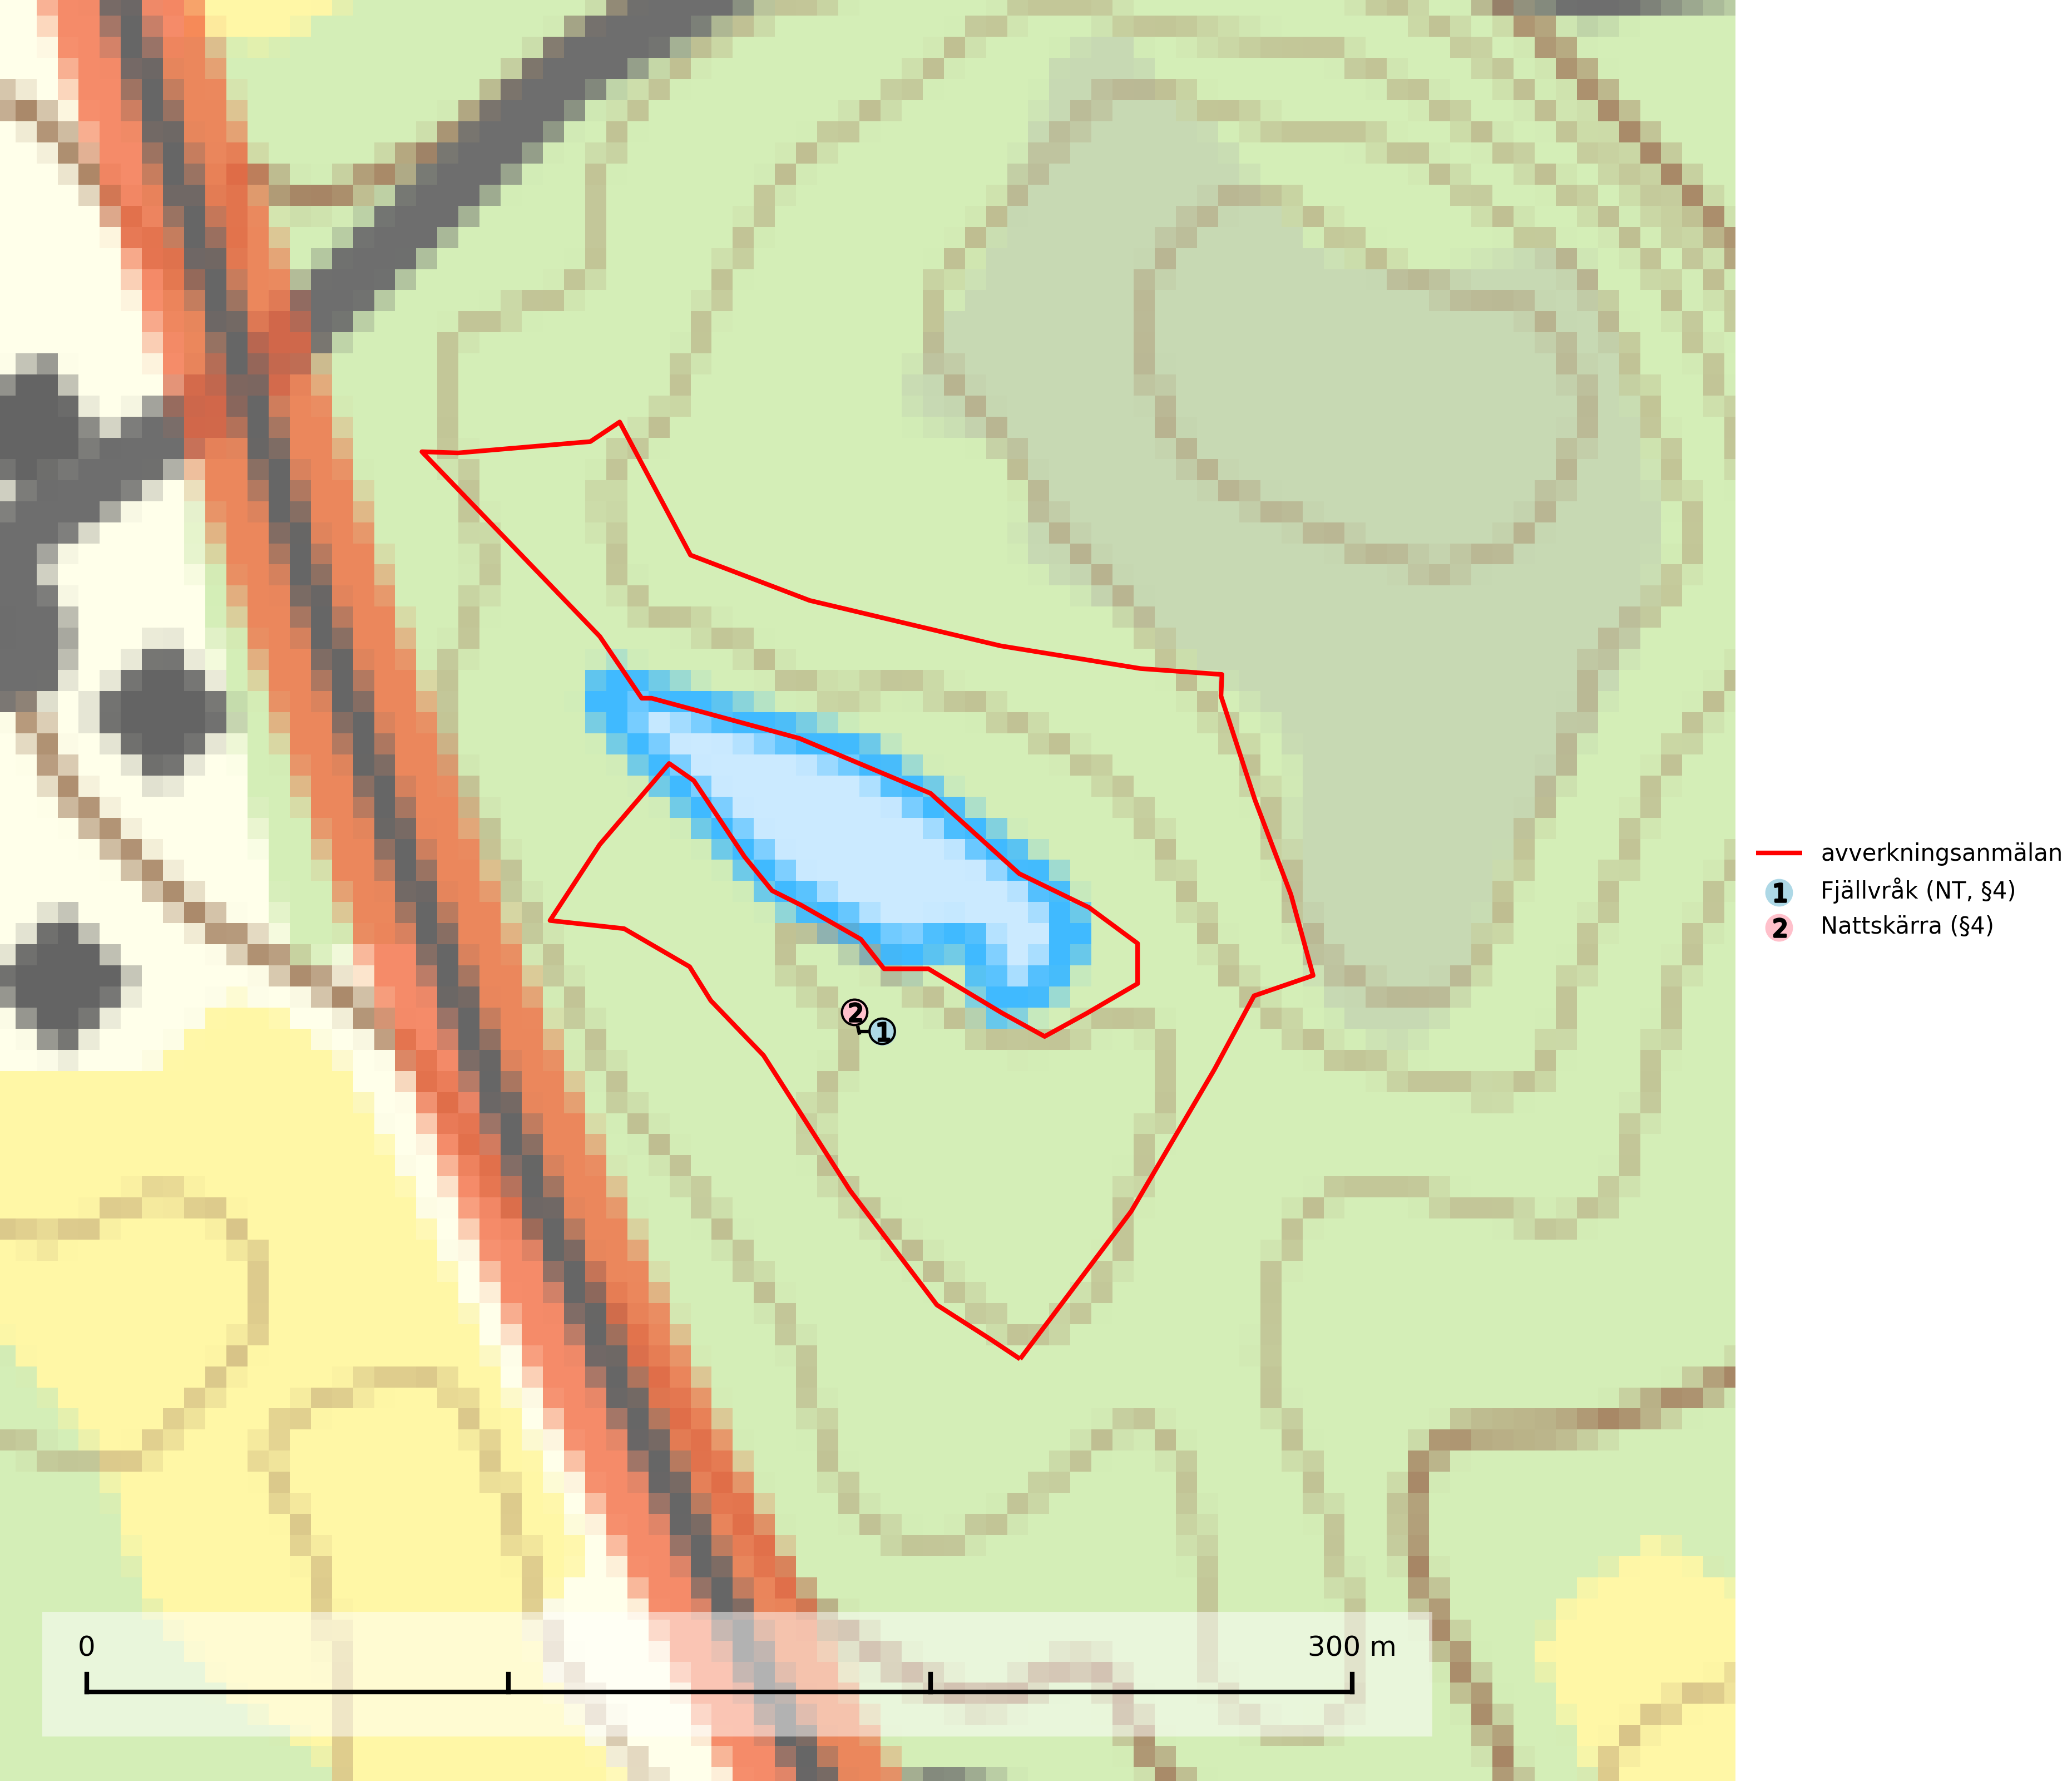 avverkningsanmälan
1 Fjällvråk (NT, §4)
2 Nattskärra (§4)
2
1
0 300 m